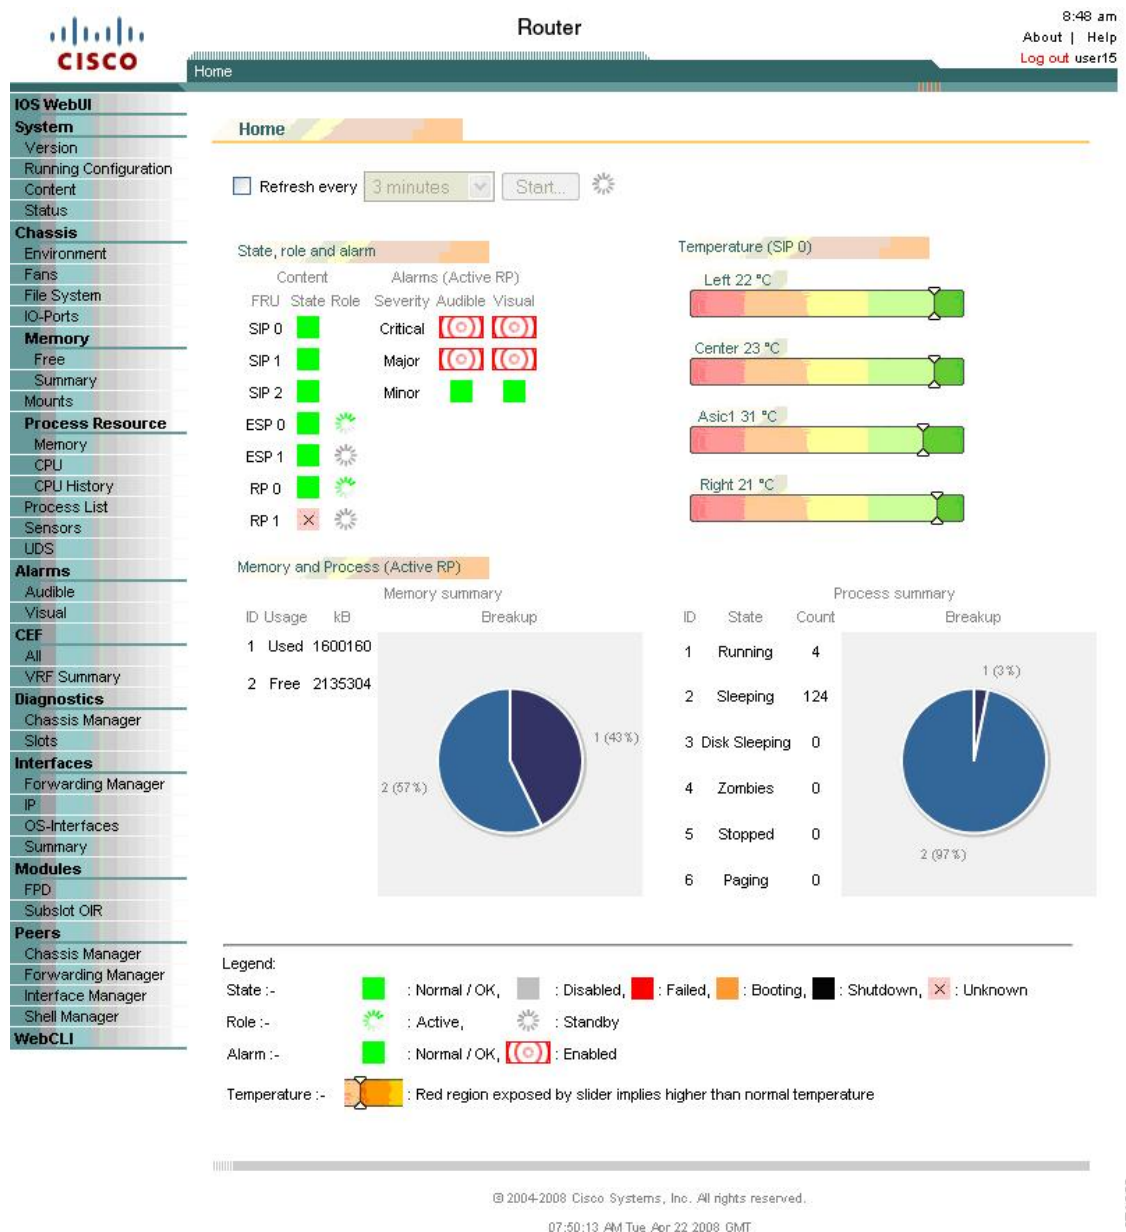 CISCO
Router
8:48 am
About | Help
Log out user15
Home
IOS WebUI
System
Version
Running Configuration
Content
Status
Chassis
Environment
Fans
File System
IO-Ports
Memory
Free
Summary
Mounts
Process Resource
Memory
CPU
CPU History
Process List
Sensors
UDS
Alarms
Audible
Visual
CEF
All
VRF Summary
Diagnostics
Chassis Manager
Slots
Interfaces
Forwarding Manager
IP
OS-Interfaces
Summary
Modules
FPD
Subslot OIR
Peers
Chassis Manager
Forwarding Manager
Interface Manager
Shell Manager
WebCLI
Home
Refresh every 3 minutes Start...
State, role and alarm
Content Alarms (Active RP)
FRU State Role Severity Audible Visual
SIP 0 Critical
SIP 1 Major
SIP 2 Minor
ESP 0
ESP 1
RP 0
RP 1
Temperature (SIP 0)
Left 22 °C
Center 23 °C
Asic1 31 °C
Right 21 °C
Memory and Process (Active RP)
Memory summary
ID Usage kB Breakup
1 Used 1600160
2 Free 2135304
1 (43%)
2 (57%)
Process summary
ID State Count Breakup
1 Running 4
2 Sleeping 124
3 Disk Sleeping 0
4 Zombies 0
5 Stopped 0
6 Paging 0
1 (3%)
2 (97%)
Legend:
State :- : Normal / OK, : Disabled, : Failed, : Booting, : Shutdown, : Unknown
Role :- : Active, : Standby
Alarm :- : Normal / OK, : Enabled
Temperature :- : Red region exposed by slider implies higher than normal temperature
© 2004-2008 Cisco Systems, Inc. All rights reserved.
07:50:13 AM Tue Apr 22 2008 GMT